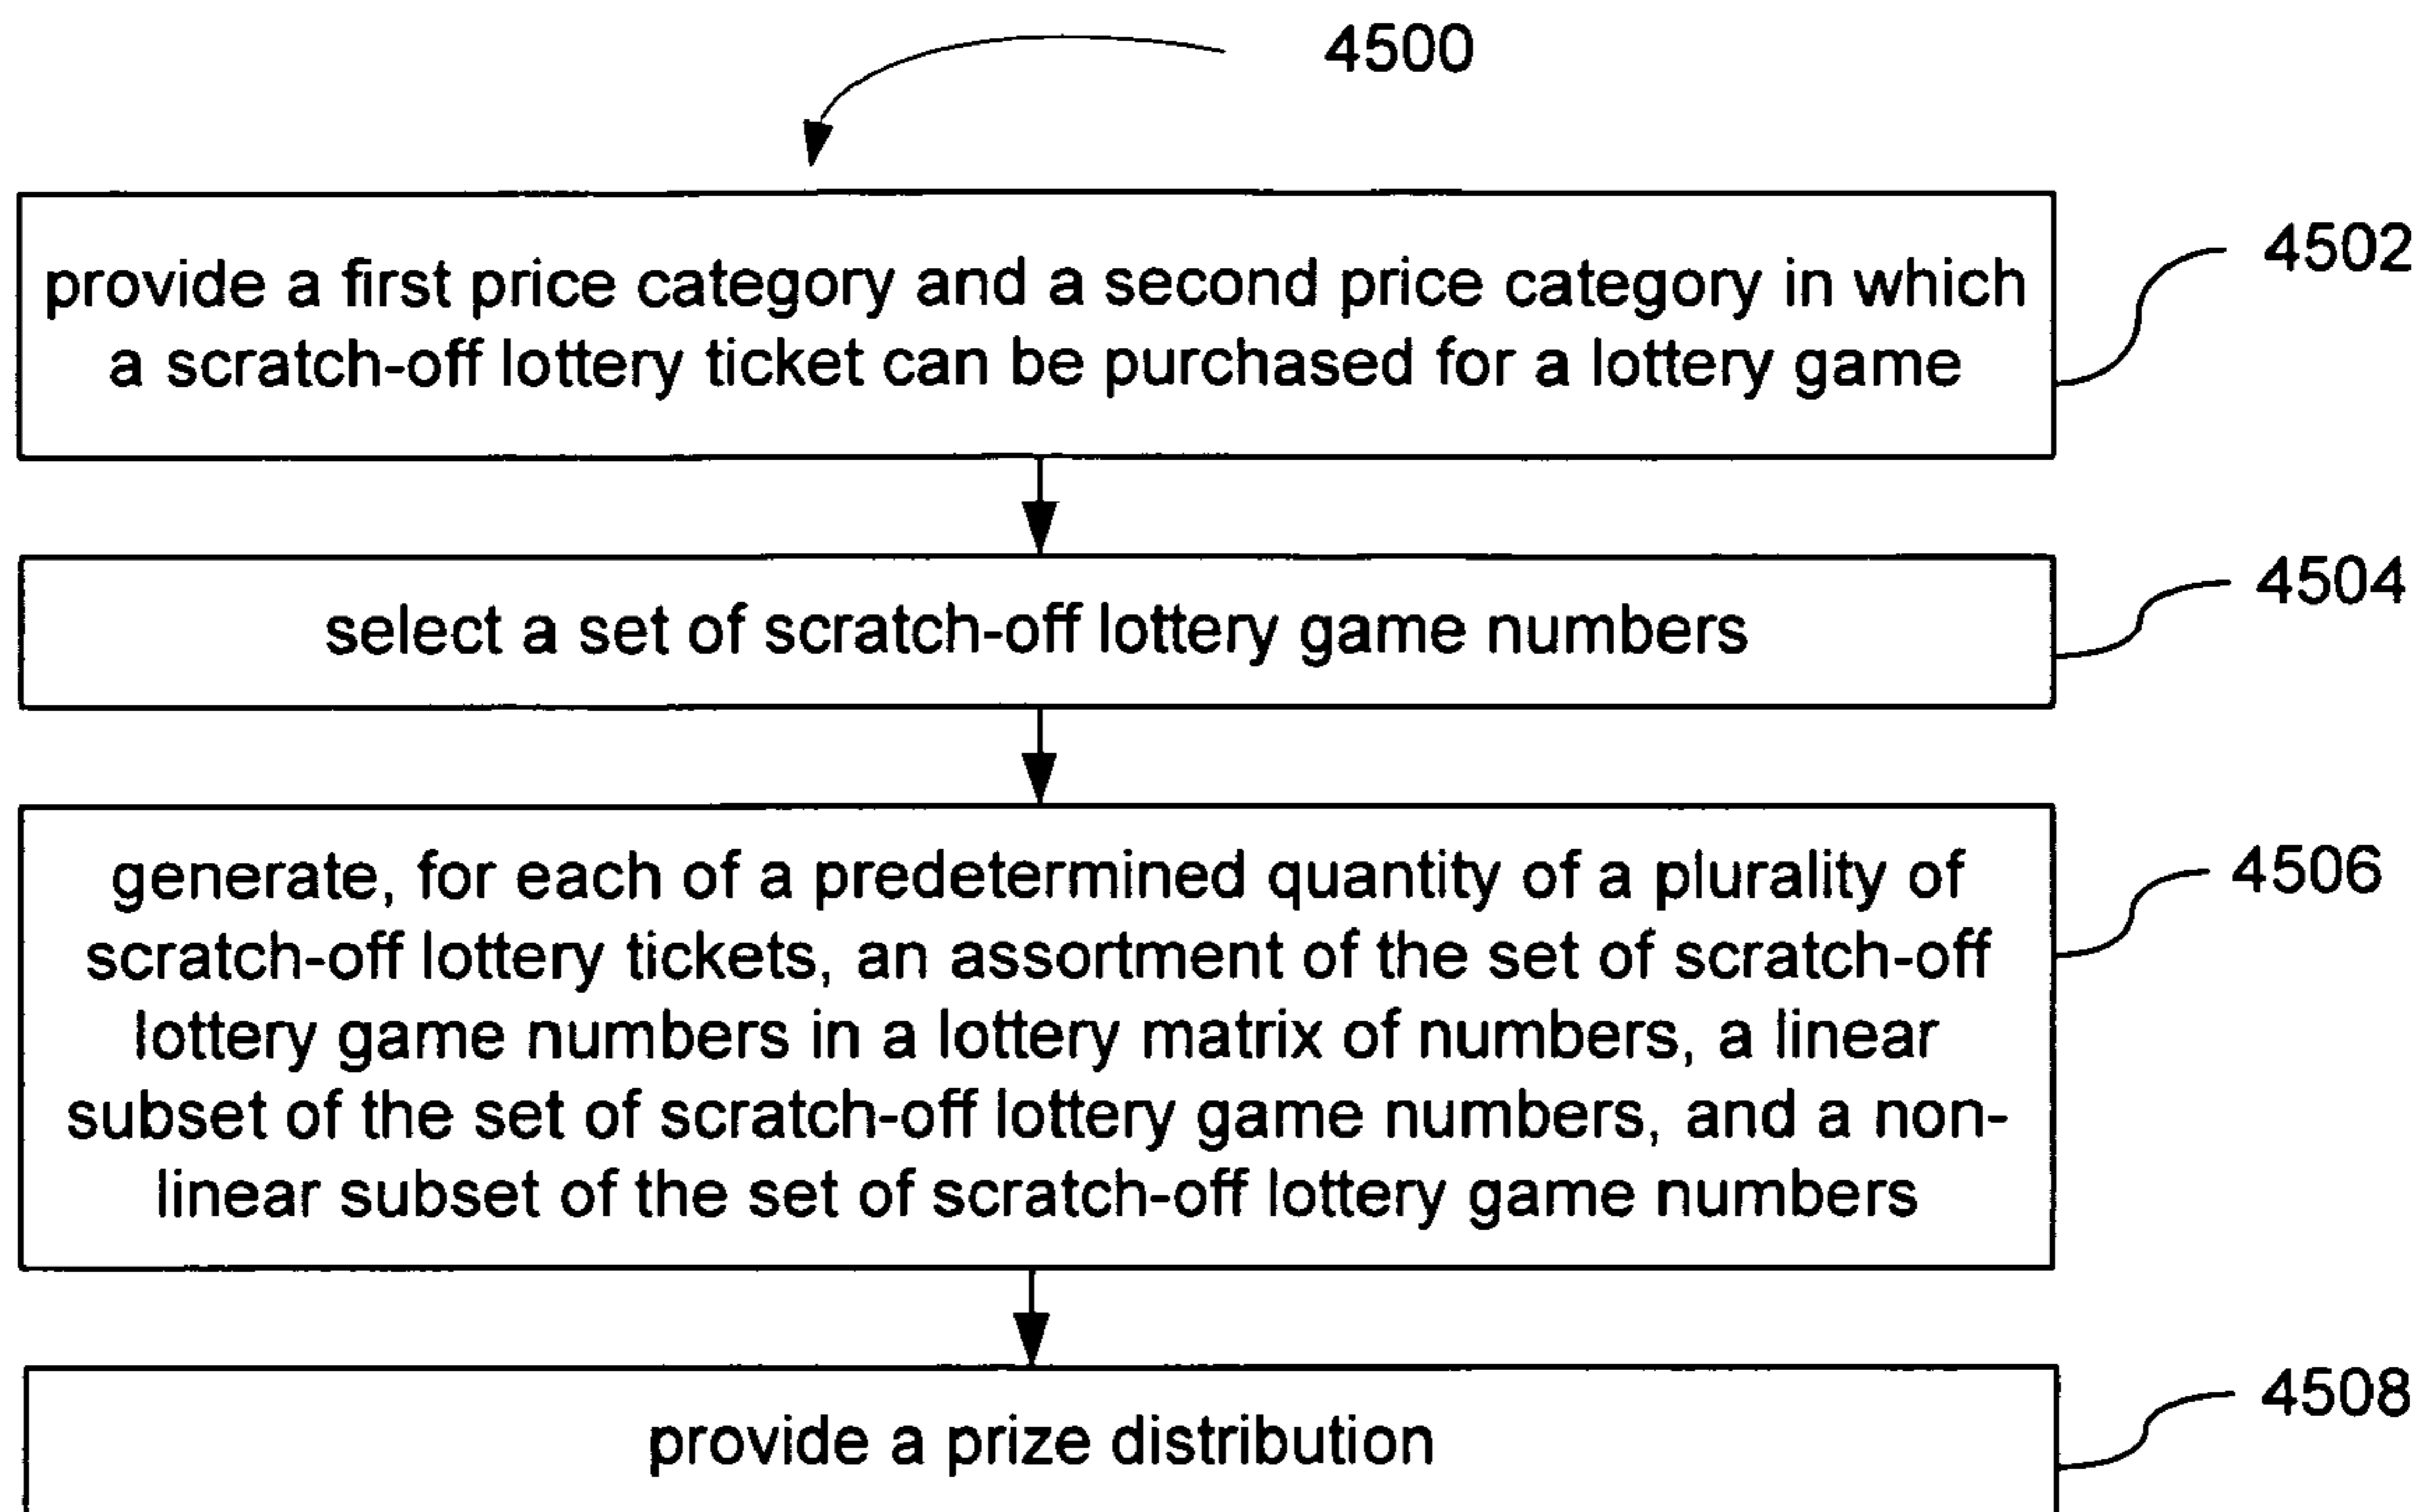 4500
provide a first price category and a second price category in which
a scratch-off lottery ticket can be purchased for a lottery game
4502
select a set of scratch-off lottery game numbers
4504
generate, for each of a predetermined quantity of a plurality of
scratch-off lottery tickets, an assortment of the set of scratch-off
lottery game numbers in a lottery matrix of numbers, a linear
subset of the set of scratch-off lottery game numbers, and a non-
linear subset of the set of scratch-off lottery game numbers
4506
provide a prize distribution
4508